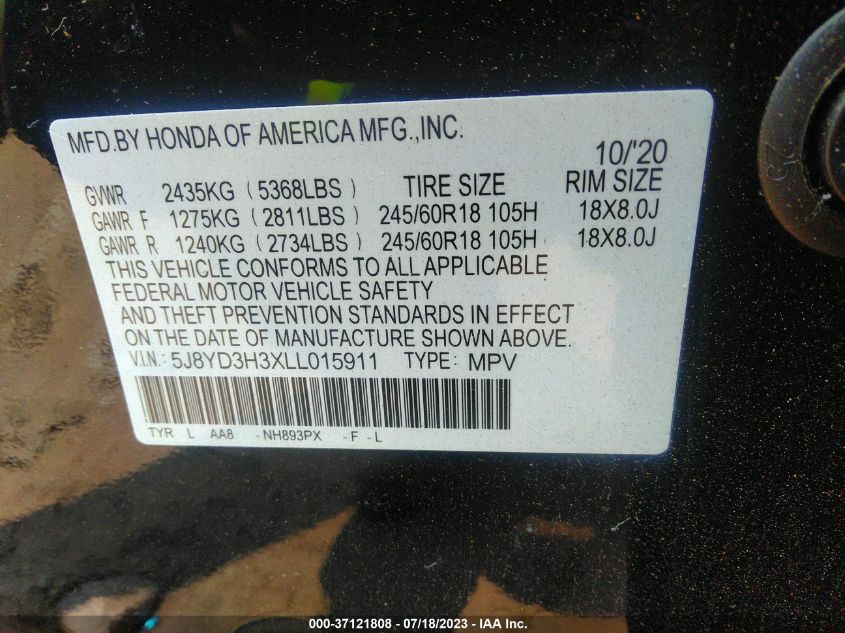 MFD.BY HONDA OF AMERICA MFG.,INC.
10/'20
GVWR 2435KG (5368LBS) TIRE SIZE RIM SIZE
GAWR F 1275KG (2811LBS) 245/60R18 105H 18X8.0J
GAWR R 1240KG (2734LBS) 245/60R18 105H 18X8.0J
THIS VEHICLE CONFORMS TO ALL APPLICABLE
FEDERAL MOTOR VEHICLE SAFETY
AND THEFT PREVENTION STANDARDS IN EFFECT
ON THE DATE OF MANUFACTURE SHOWN ABOVE.
V.I.N: 5J8YD3H3XLL015911 TYPE: MPV
TYR L AA8 -NH893PX -F-L
25
000-37121808 - 07/18/2023 - IAA Inc.